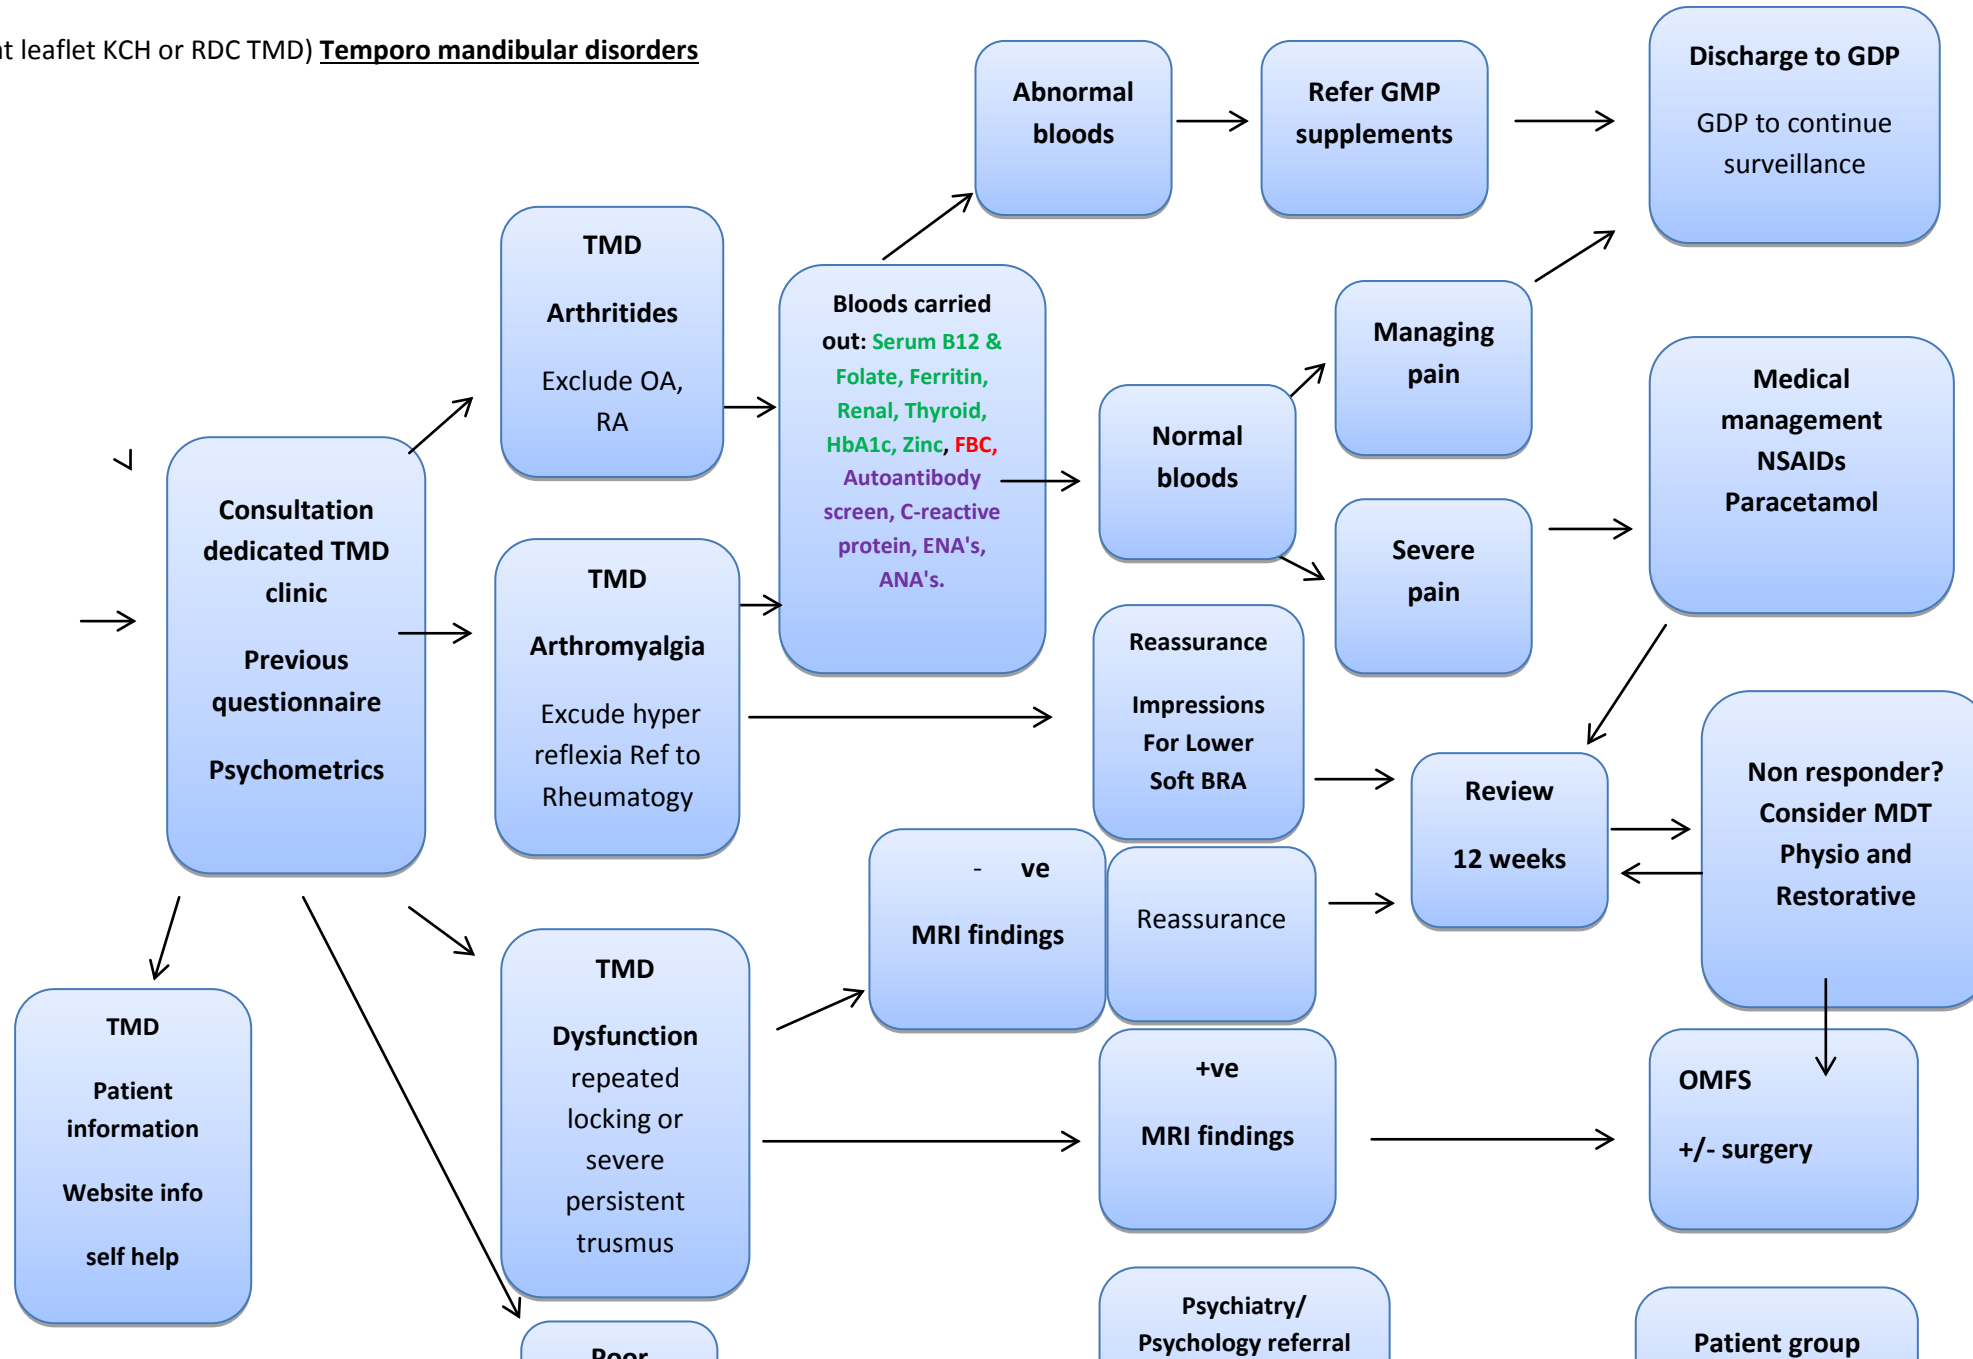 nt leaflet KCH or RDC TMD) Temporo mandibular disorders
Abnormal
bloods
Refer GMP
supplements
Discharge to GDP
GDP to continue
surveillance
TMD
Arthritides
Exclude OA,
RA
Bloods carried
out: Serum B12 &
Folate, Ferritin,
Renal, Thyroid,
HbA1c, Zinc, FBC,
Autoantibody
screen, C-reactive
protein, ENA's,
ANA's.
Managing
pain
Normal
bloods
Severe
pain
Medical
management
NSAIDs
Paracetamol
Consultation
dedicated TMD
clinic
Previous
questionnaire
Psychometrics
TMD
Arthromyalgia
Excude hyper
reflexia Ref to
Rheumatogy
Reassurance
Impressions
For Lower
Soft BRA
Review
12 weeks
Non responder?
Consider MDT
Physio and
Restorative
- ve
MRI findings
Reassurance
TMD
Dysfunction
repeated
locking or
severe
persistent
trusmus
+ve
MRI findings
OMFS
+/- surgery
TMD
Patient
information
Website info
self help
Poor
Psychiatry/
Psychology referral
Patient group